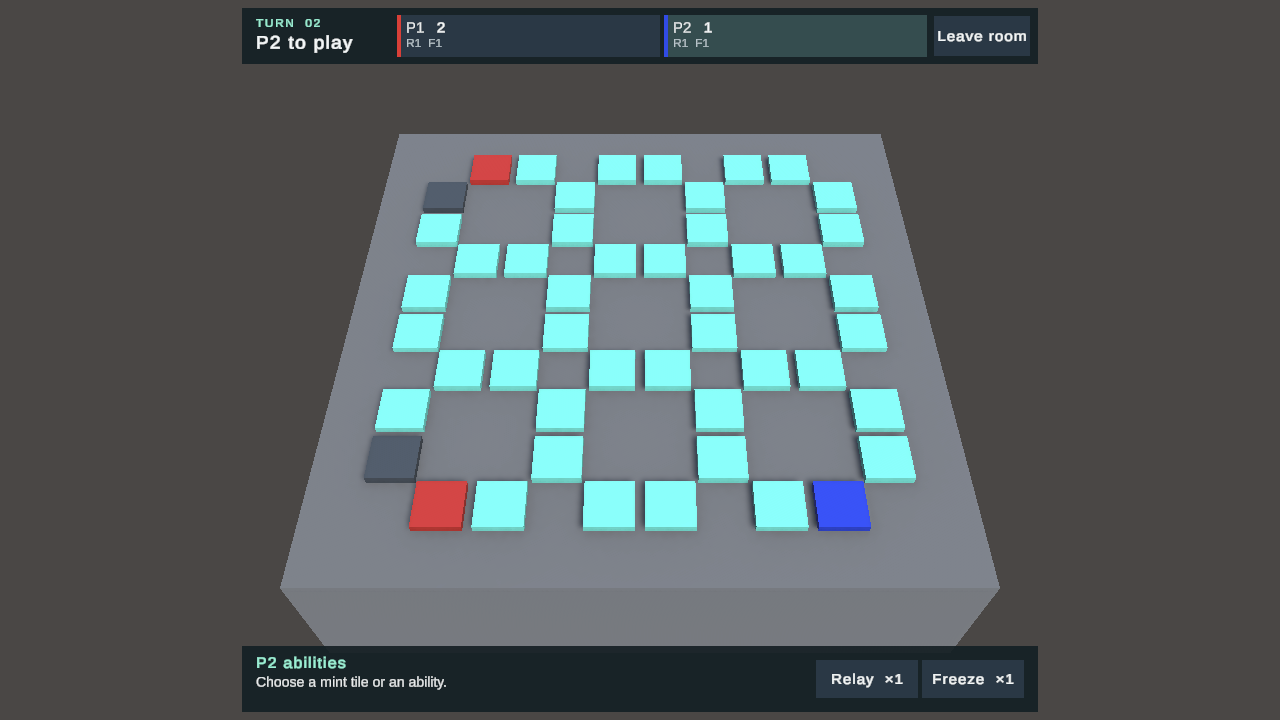 TURN 02
P2 to play
P1 2
R1 F1
P2 1
R1 F1
Leave room
P2 abilities
Choose a mint tile or an ability.
Relay ×1
Freeze ×1